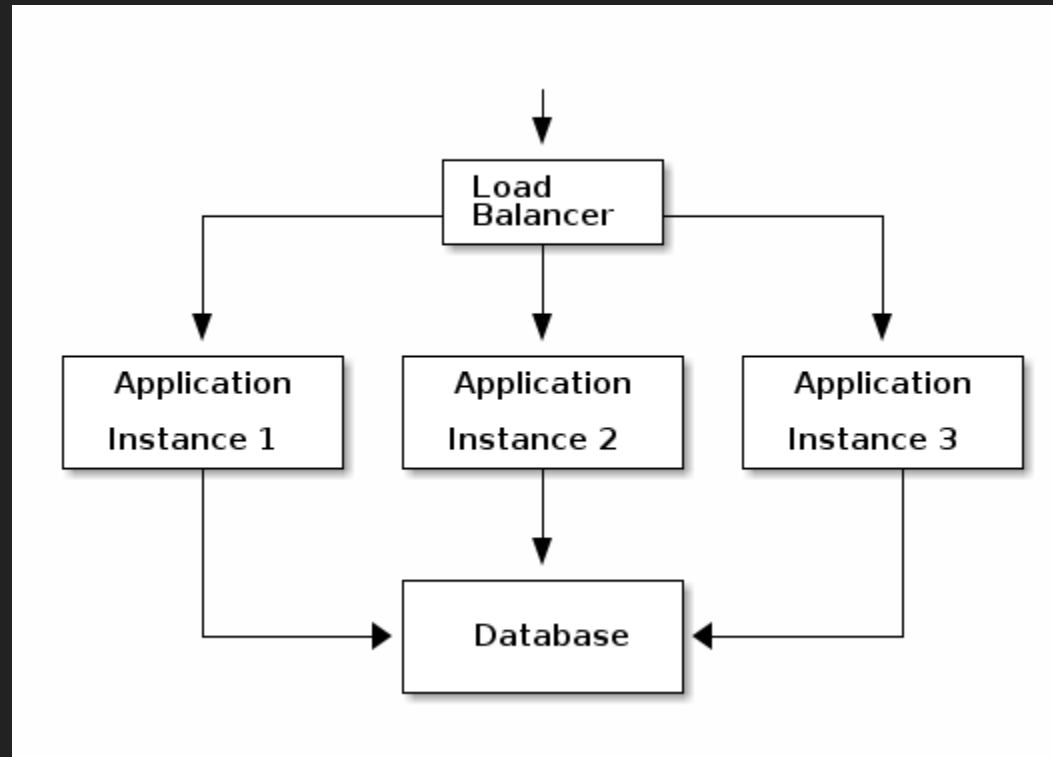 Load
Balancer
Application
Instance 1
Application
Instance 2
Application
Instance 3
Database